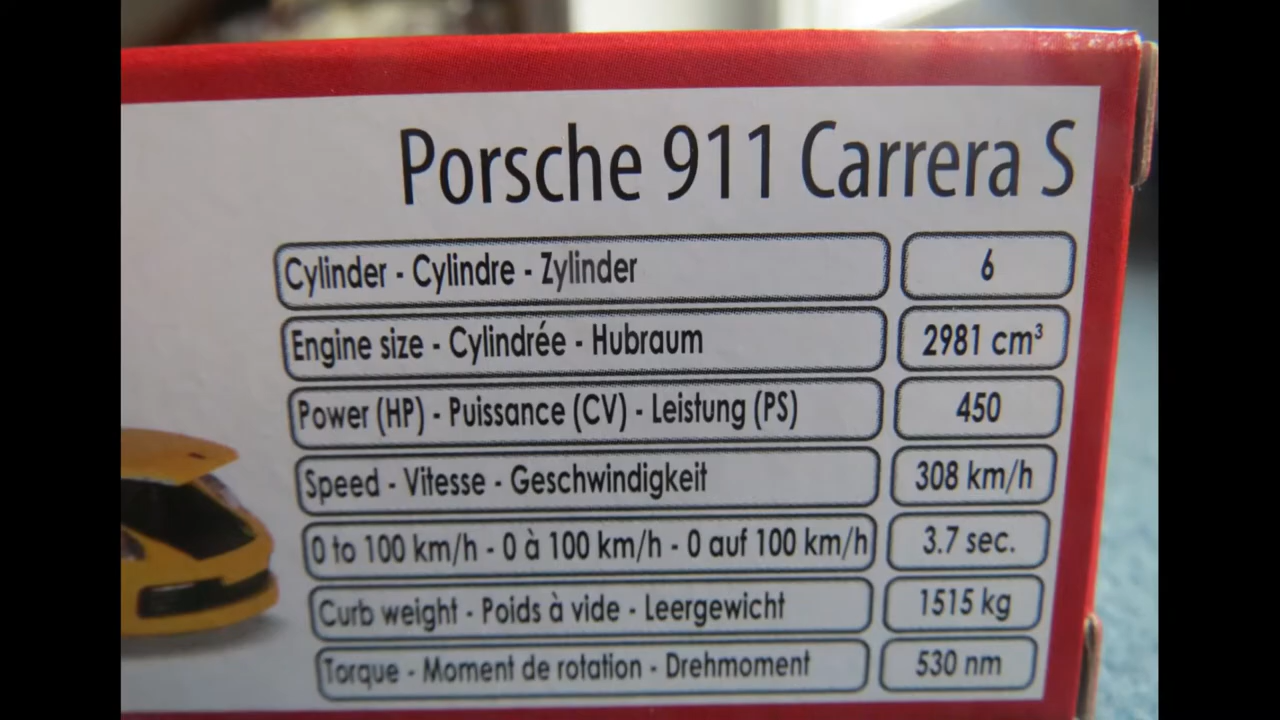 Porsche 911 Carrera S
Cylinder - Cylindre - Zylinder 6
Engine size - Cylindrée - Hubraum 2981 cm³
Power (HP) - Puissance (CV) - Leistung (PS) 450
Speed - Vitesse - Geschwindigkeit 308 km/h
0 to 100 km/h - 0 à 100 km/h - 0 auf 100 km/h 3.7 sec.
Curb weight - Poids à vide - Leergewicht 1515 kg
Torque - Moment de rotation - Drehmoment 530 nm